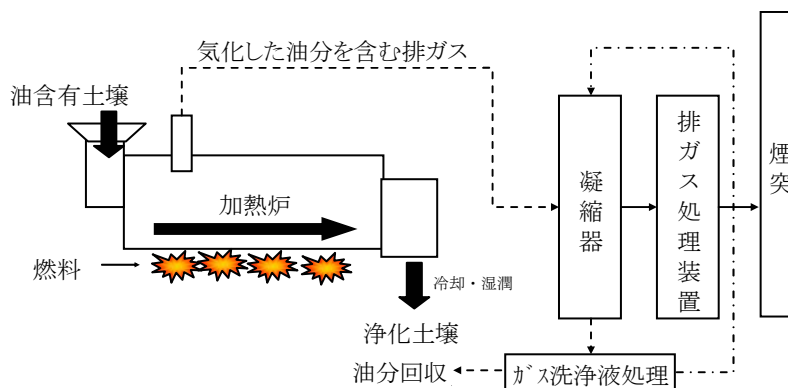 気化した油分を含む排ガス
油含有土壌
加熱炉
燃料
冷却・湿潤
浄化土壌
油分回収
ガス洗浄液処理
凝縮器
排ガス処理装置
煙突